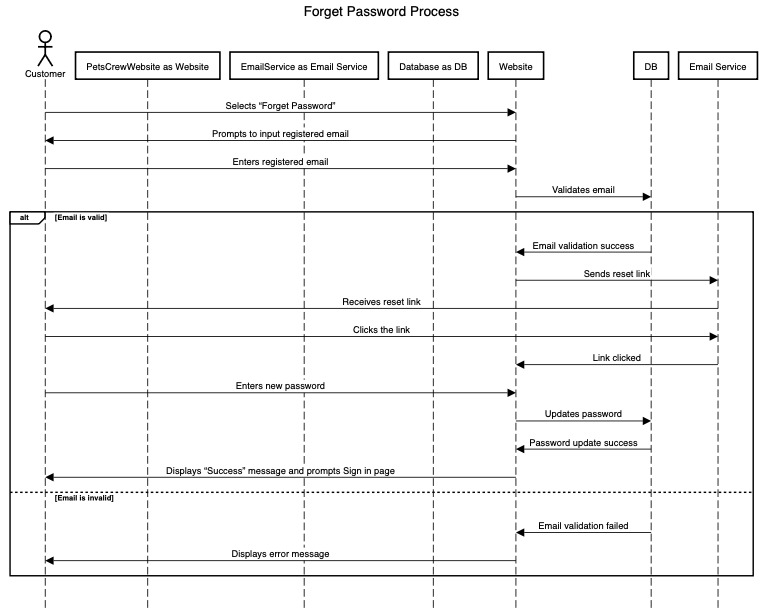 Forget Password Process
Customer
PetsCrewWebsite as Website
EmailService as Email Service
Database as DB
Website
DB
Email Service
Selects “Forget Password”
Prompts to input registered email
Enters registered email
Validates email
alt
[Email is valid]
Email validation success
Sends reset link
Receives reset link
Clicks the link
Link clicked
Enters new password
Updates password
Password update success
Displays “Success” message and prompts Sign in page
[Email is invalid]
Email validation failed
Displays error message